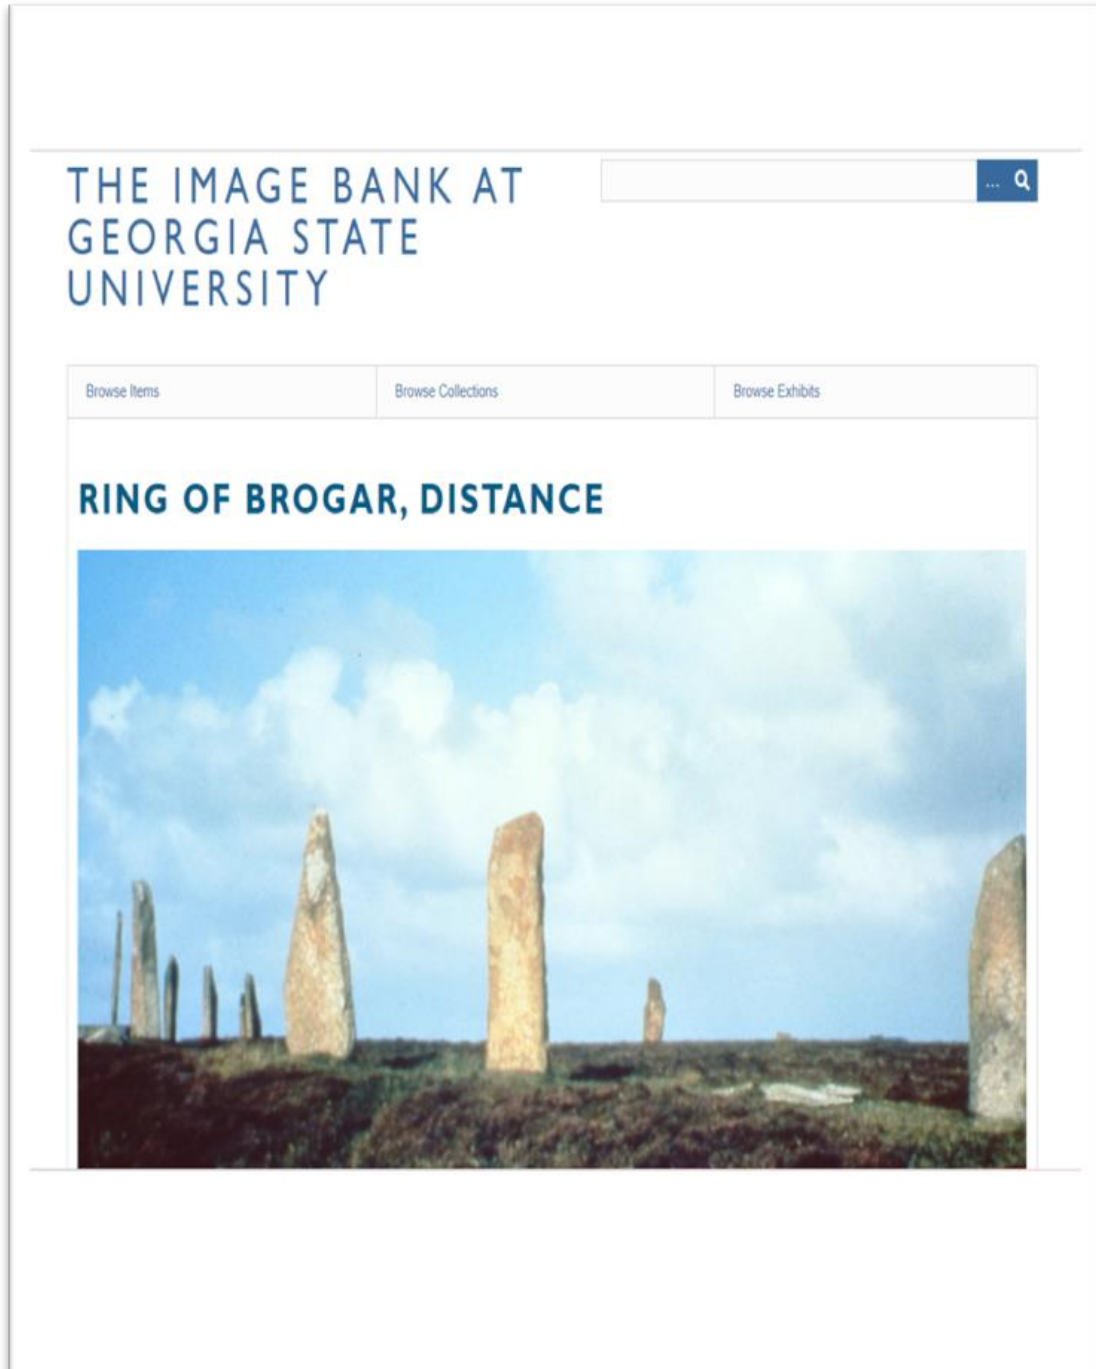 THE IMAGE BANK AT
GEORGIA STATE
UNIVERSITY
...
Browse Items
Browse Collections
Browse Exhibits
RING OF BROGAR, DISTANCE